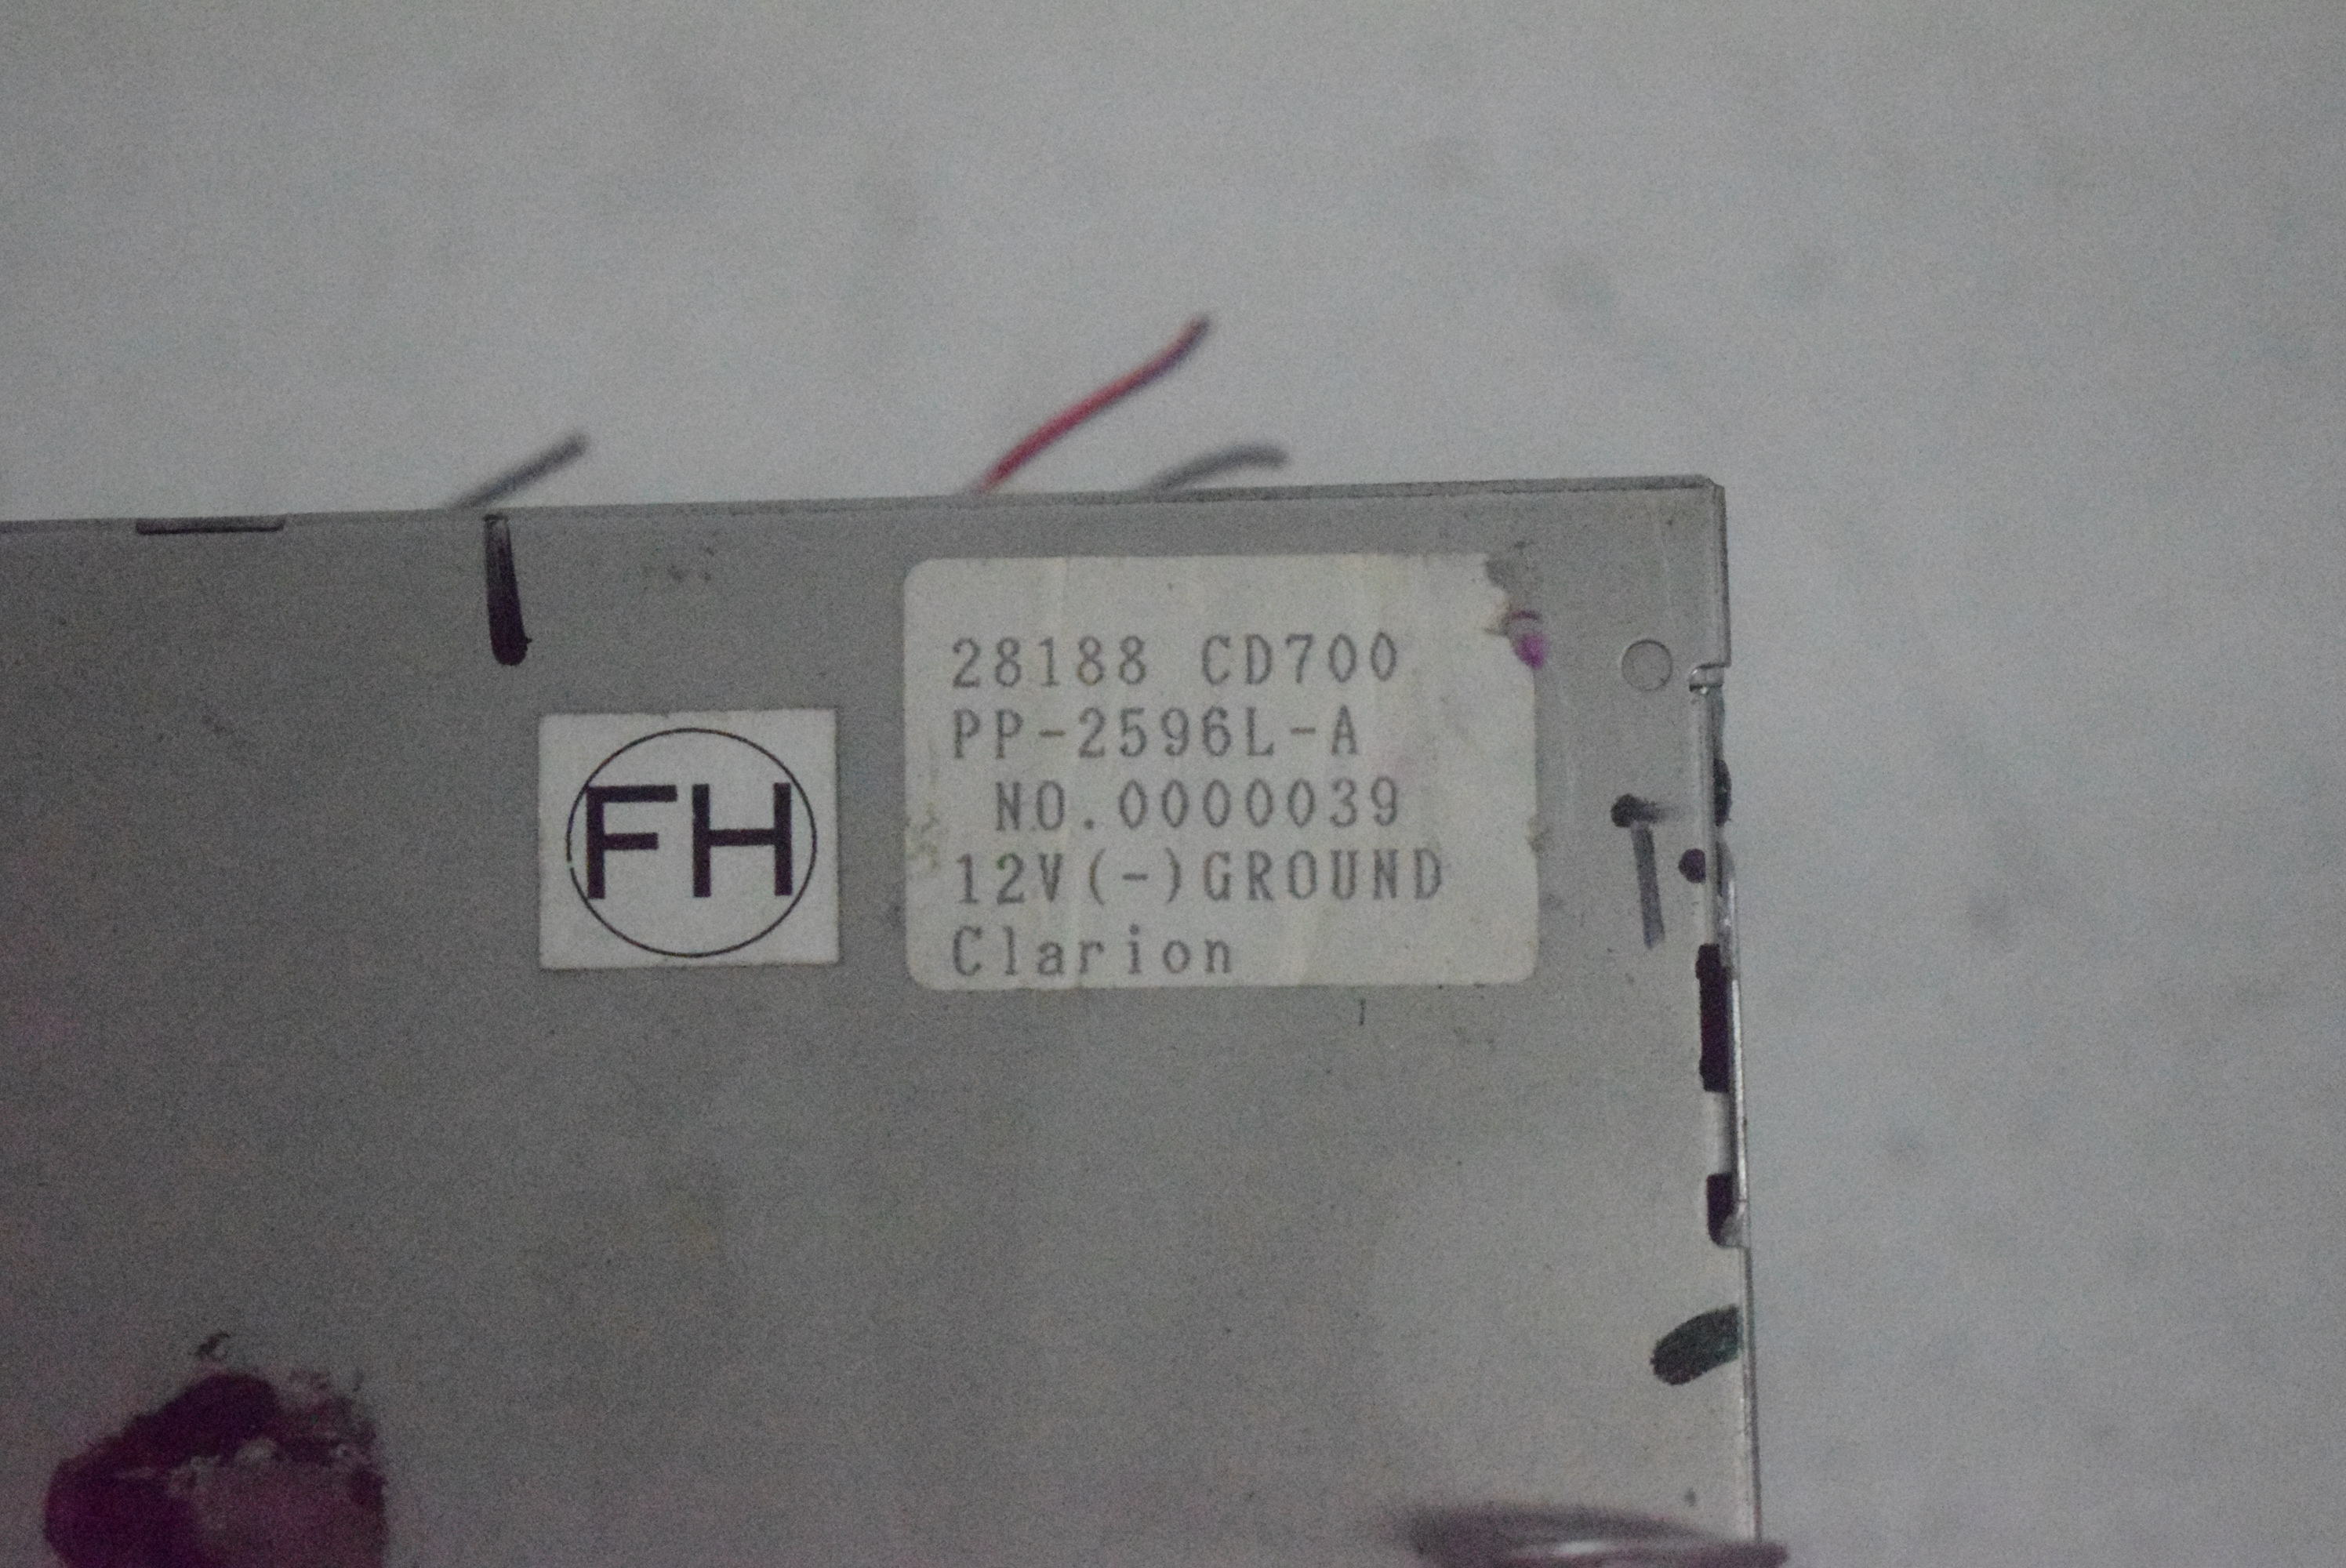 FH
28188 CD700
PP-2596L-A
NO.0000039
12V(-)GROUND
Clarion